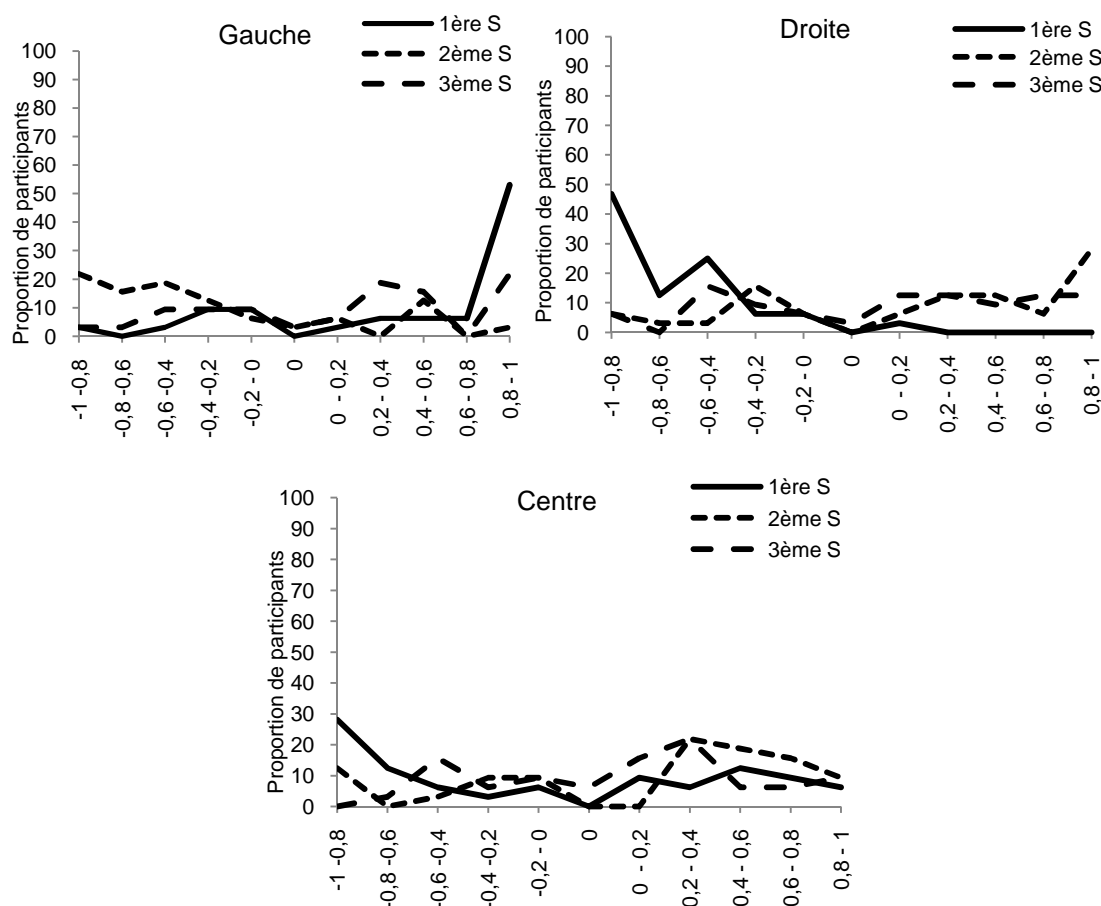 Gauche
1ère S
2ème S
3ème S
Proportion de participants
100
90
80
70
60
50
40
30
20
10
0
-1 -0,8
-0,8 -0,6
-0,6 -0,4
-0,4 -0,2
-0,2 - 0
0
0 - 0,2
0,2 - 0,4
0,4 - 0,6
0,6 - 0,8
0,8 - 1
Droite
1ère S
2ème S
3ème S
Proportion de participants
100
90
80
70
60
50
40
30
20
10
0
-1 -0,8
-0,8 -0,6
-0,6 -0,4
-0,4 -0,2
-0,2 - 0
0
0 - 0,2
0,2 - 0,4
0,4 - 0,6
0,6 - 0,8
0,8 - 1
Centre
1ère S
2ème S
3ème S
Proportion de participants
100
90
80
70
60
50
40
30
20
10
0
-1 -0,8
-0,8 -0,6
-0,6 -0,4
-0,4 -0,2
-0,2 - 0
0
0 - 0,2
0,2 - 0,4
0,4 - 0,6
0,6 - 0,8
0,8 - 1